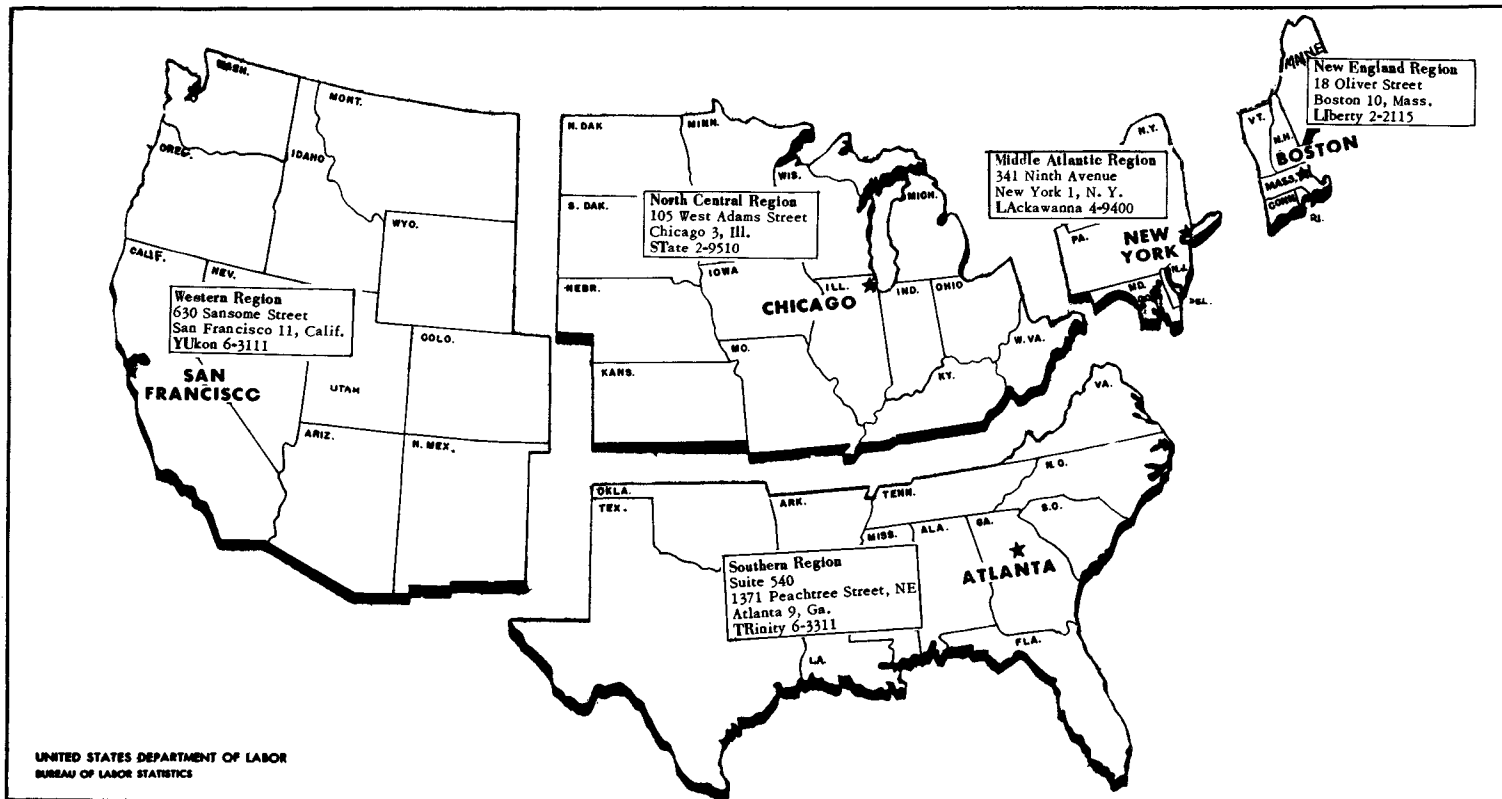 WASH.
MONT.
OREG.
IDAHO
WYO.
CALIF.
NEV.
Western Region
630 Sansome Street
San Francisco 11, Calif.
YUkon 6-3111
SAN
FRANCISCO
UTAH
COLO.
ARIZ.
N. MEX.
N. DAK
MINN.
S. DAK.
WIS.
MICH.
North Central Region
105 West Adams Street
Chicago 3, Ill.
STate 2-9510
NEBR.
IOWA
ILL.
IND.
OHIO
CHICAGO
KANS.
MO.
KY.
W. VA.
Middle Atlantic Region
341 Ninth Avenue
New York 1, N. Y.
LAckawanna 4-9400
N.Y.
PA.
NEW
YORK
N.J.
MD.
DEL.
MAINE
New England Region
18 Oliver Street
Boston 10, Mass.
LIberty 2-2115
VT.
N.H.
BOSTON
MASS.
CONN.
R.I.
VA.
N.C.
S.C.
OKLA.
TEX.
ARK.
TENN.
MISS.
ALA.
GA.
ATLANTA
Southern Region
Suite 540
1371 Peachtree Street, NE
Atlanta 9, Ga.
TRinity 6-3311
LA.
FLA.
UNITED STATES DEPARTMENT OF LABOR
BUREAU OF LABOR STATISTICS